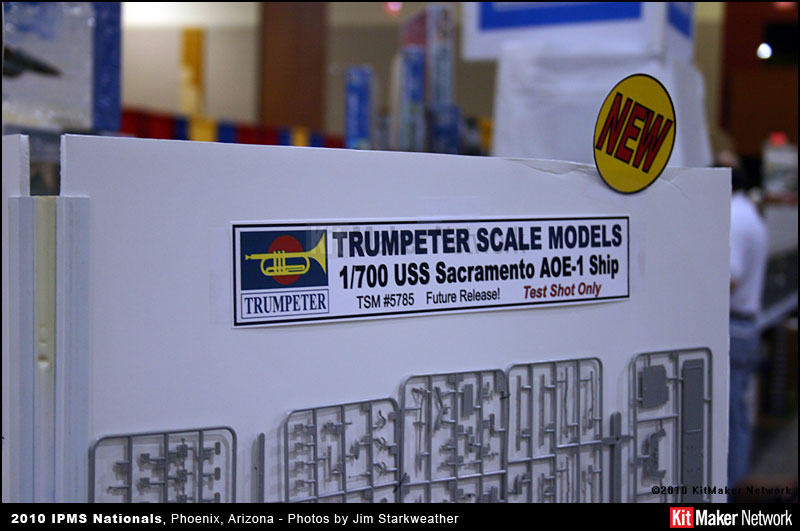 NEW
TRUMPETER SCALE MODELS
1/700 USS Sacramento AOE-1 Ship
TSM #5785 Future Release! Test Shot Only
TRUMPETER
©2010 KitMaker Network
2010 IPMS Nationals, Phoenix, Arizona - Photos by Jim Starkweather
Kit Maker Network